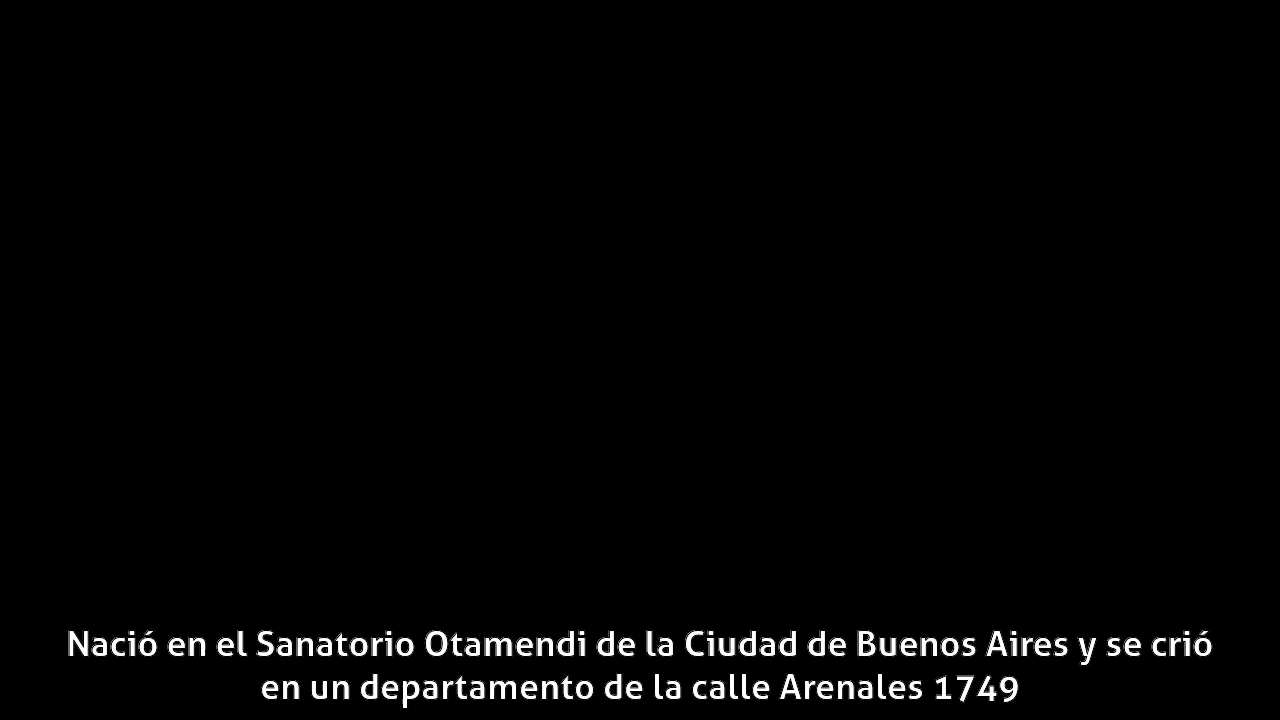 Nació en el Sanatorio Otamendi de la Ciudad de Buenos Aires y se crió
en un departamento de la calle Arenales 1749